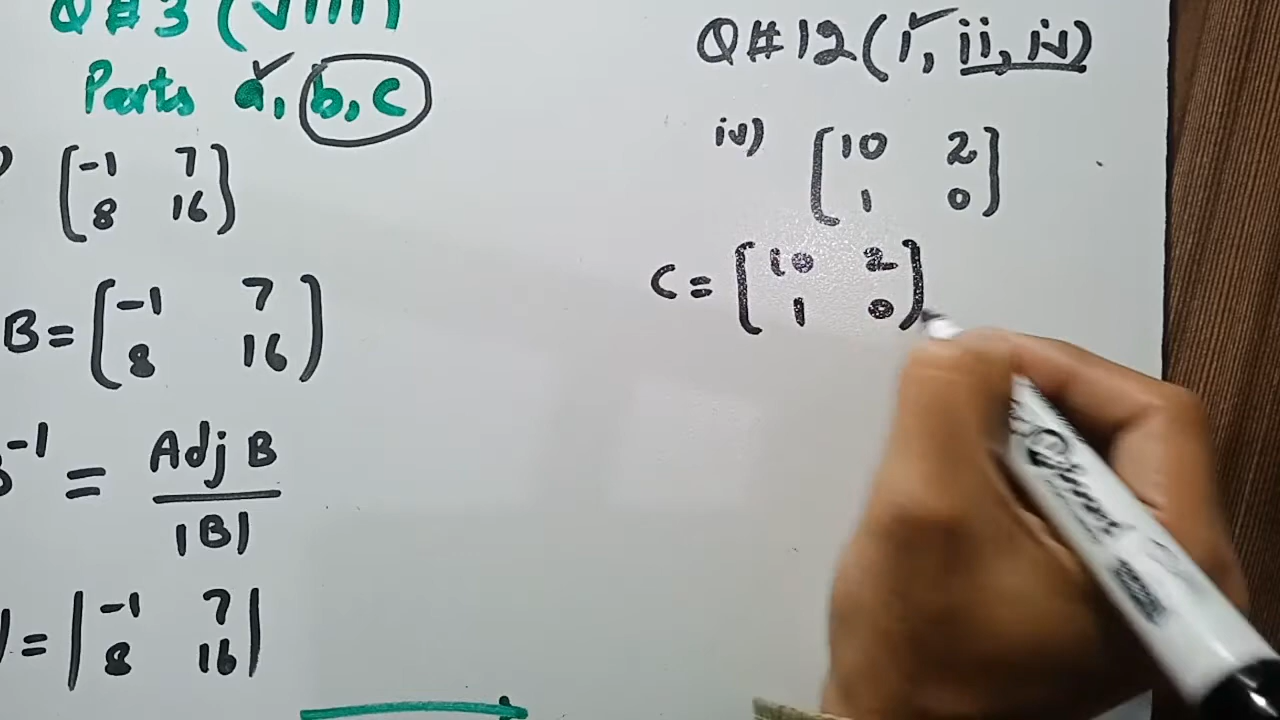 Q#3 (viii)
Parts a, b, c
) [-1 7
8 16]
B = [-1 7
8 16]
-1 = Adj B
|B|
| = |-1 7
8 16|
Q#12 (i, ii, iv)
iv) [10 2
1 0]
C = [10 2
1 0]